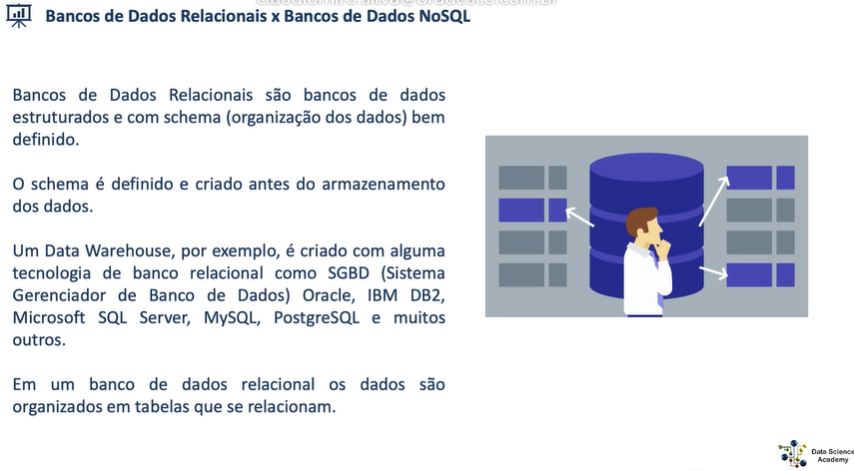 Bancos de Dados Relacionais x Bancos de Dados NoSQL
Bancos de Dados Relacionais são bancos de dados
estruturados e com schema (organização dos dados) bem
definido.
O schema é definido e criado antes do armazenamento
dos dados.
Um Data Warehouse, por exemplo, é criado com alguma
tecnologia de banco relacional como SGBD (Sistema
Gerenciador de Banco de Dados) Oracle, IBM DB2,
Microsoft SQL Server, MySQL, PostgreSQL e muitos
outros.
Em um banco de dados relacional os dados são
organizados em tabelas que se relacionam.
Data Science
Academy